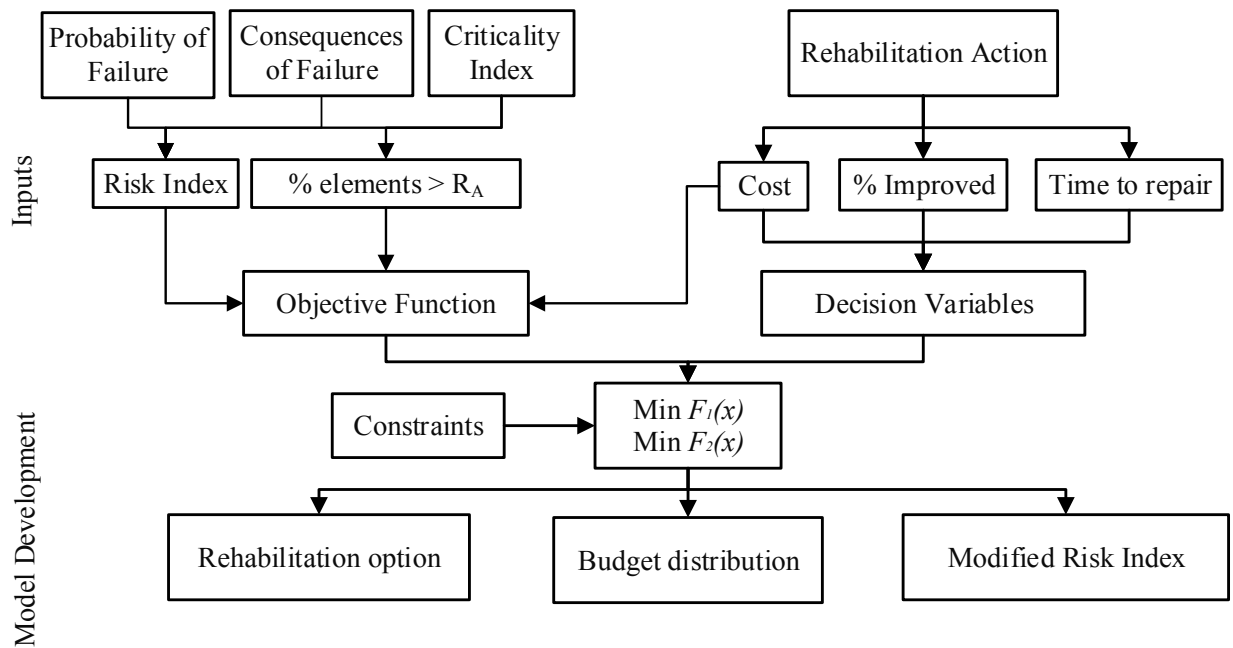 Probability of
Failure
Consequences
of Failure
Criticality
Index
Rehabilitation Action
Inputs
Risk Index
% elements > R_A
Cost
% Improved
Time to repair
Objective Function
Decision Variables
Model Development
Constraints
Min F₁(x)
Min F₂(x)
Rehabilitation option
Budget distribution
Modified Risk Index